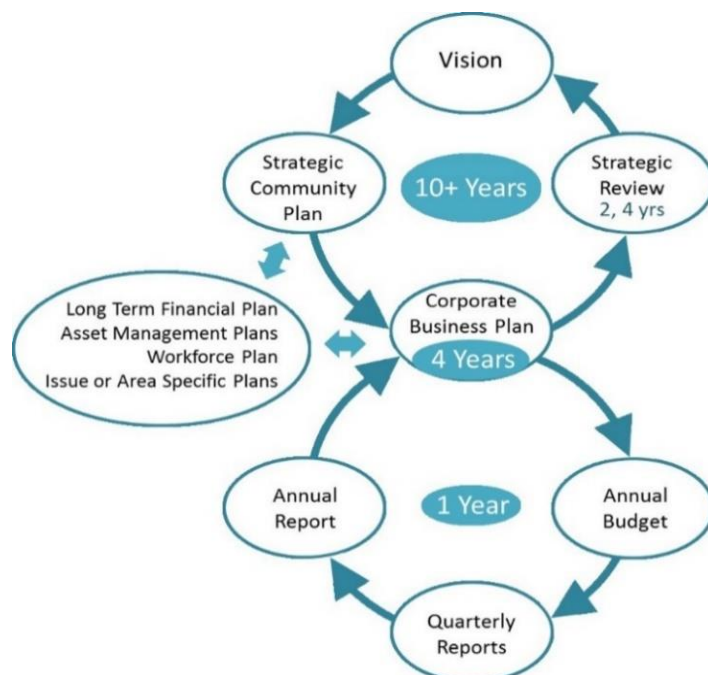 Vision
Strategic
Community
Plan
10+ Years
Strategic
Review
2, 4 yrs
Long Term Financial Plan
Asset Management Plans
Workforce Plan
Issue or Area Specific Plans
Corporate
Business Plan
4 Years
Annual
Report
1 Year
Annual
Budget
Quarterly
Reports